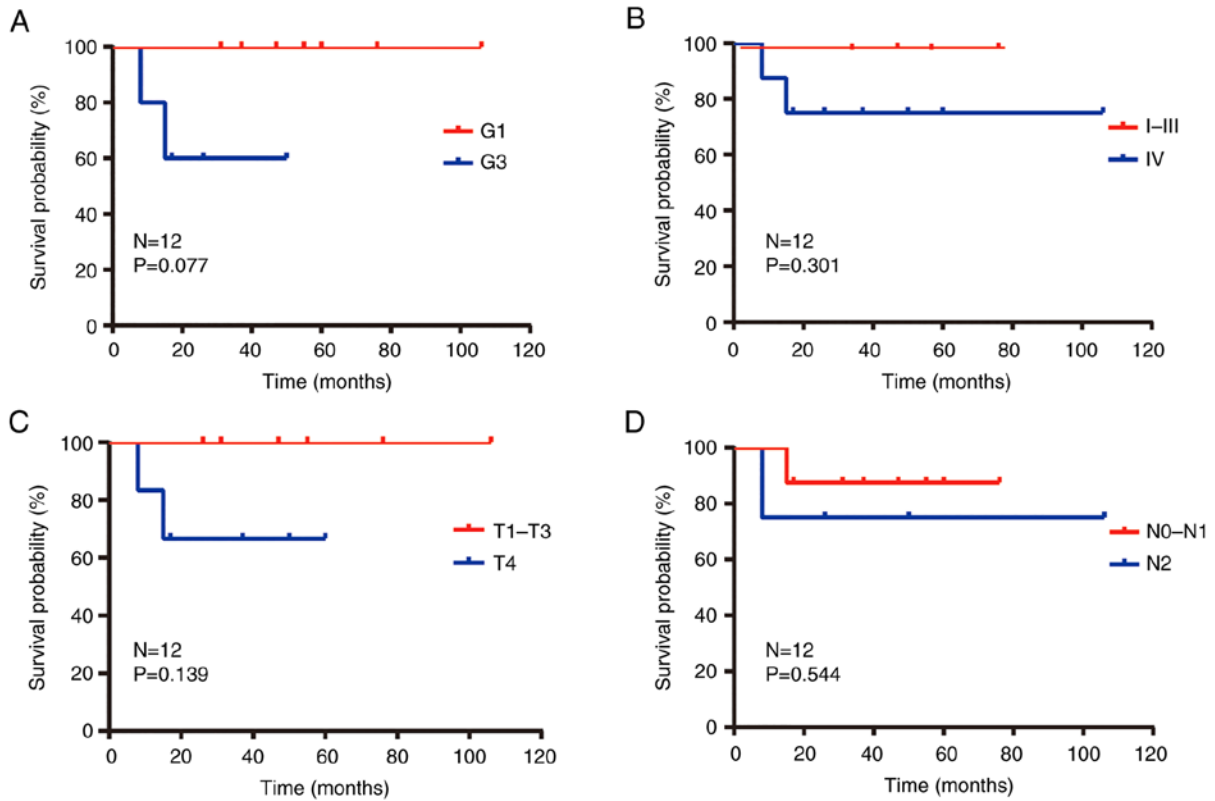 A
Survival probability (%)
100
80
60
40
20
0
0 20 40 60 80 100 120
Time (months)
G1
G3
N=12
P=0.077
B
Survival probability (%)
100
80
60
40
20
0
0 20 40 60 80 100 120
Time (months)
I–III
IV
N=12
P=0.301
C
Survival probability (%)
100
80
60
40
20
0
0 20 40 60 80 100 120
Time (months)
T1–T3
T4
N=12
P=0.139
D
Survival probability (%)
100
80
60
40
20
0
0 20 40 60 80 100 120
Time (months)
N0–N1
N2
N=12
P=0.544